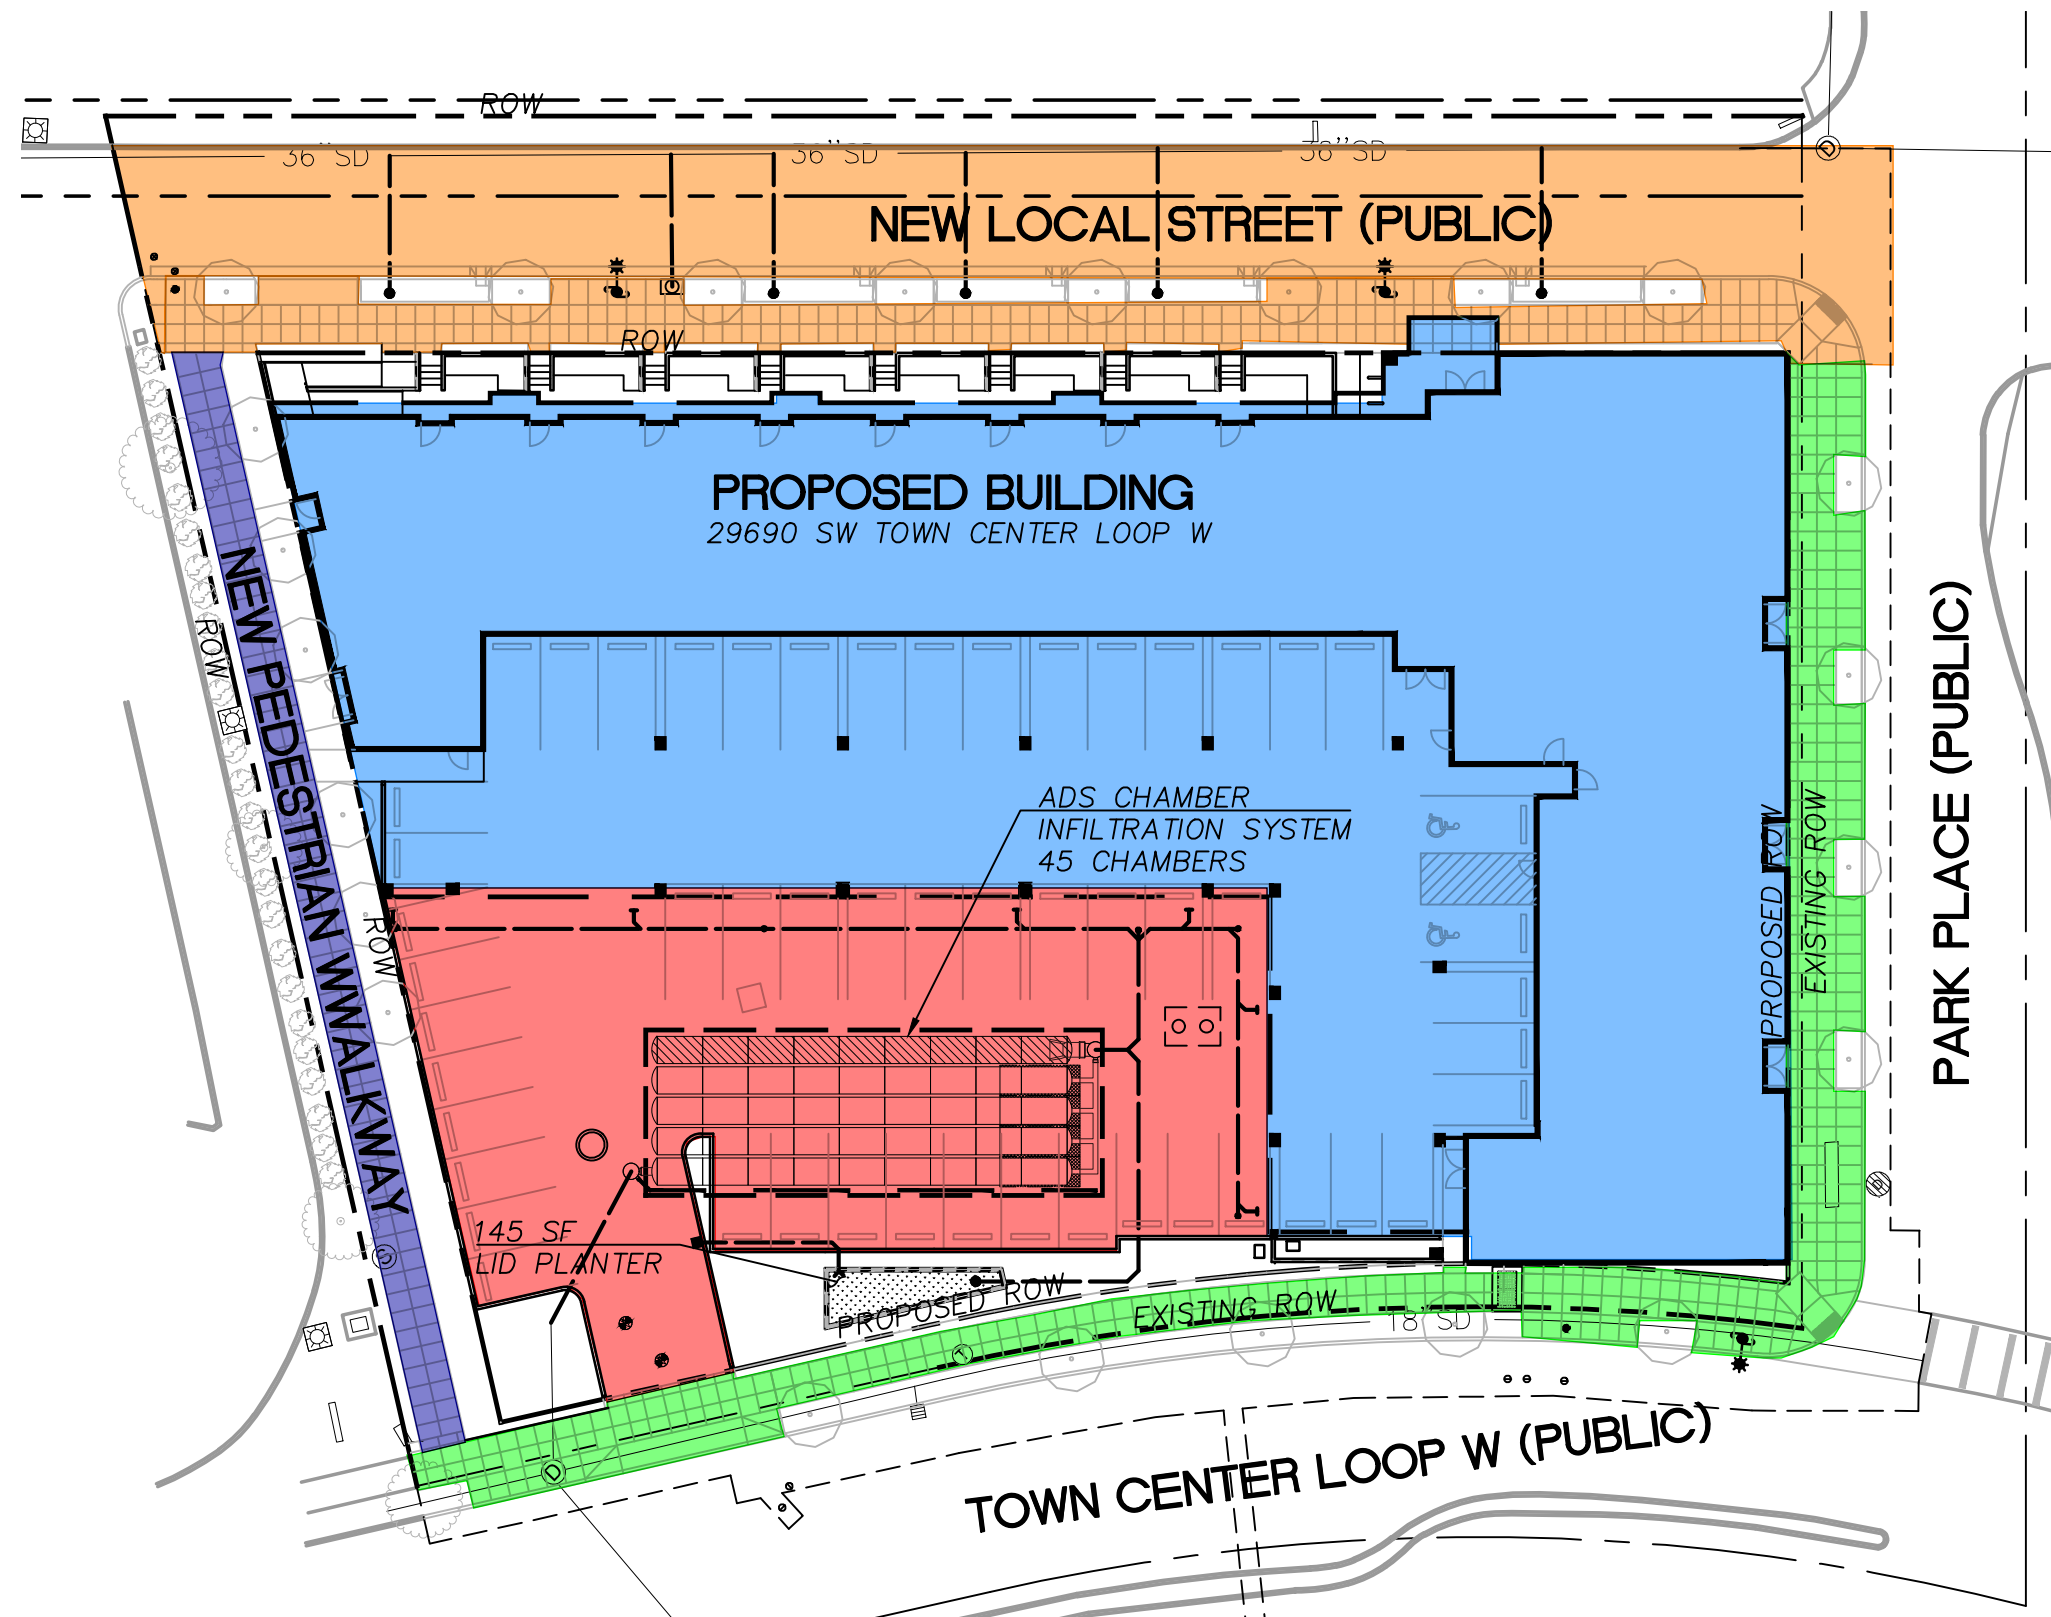 ROW
36"SD
36"SD
36"SD
NEW LOCAL STREET (PUBLIC)
ROW
PROPOSED BUILDING
29690 SW TOWN CENTER LOOP W
NEW PEDESTRIAN WWALKWAY
ROW
ROW
ADS CHAMBER
INFILTRATION SYSTEM
45 CHAMBERS
PROPOSED ROW
EXISTING ROW
PARK PLACE (PUBLIC)
145 SF
LID PLANTER
PROPOSED ROW
EXISTING ROW
18"SD
TOWN CENTER LOOP W (PUBLIC)
D
D
D
S
T